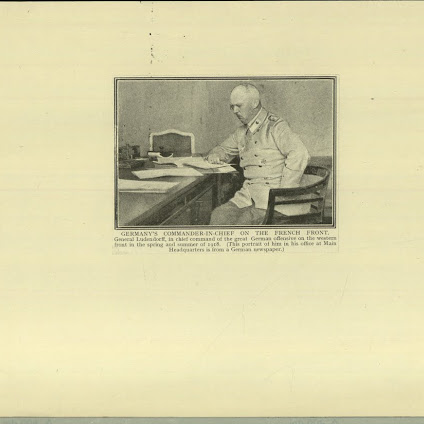 GERMANY'S COMMANDER-IN-CHIEF ON THE FRENCH FRONT.
General Ludendorff, in chief command of the great German offensive on the western
front in the spring and summer of 1918. (This portrait of him in his office at Main
Headquarters is from a German newspaper.)